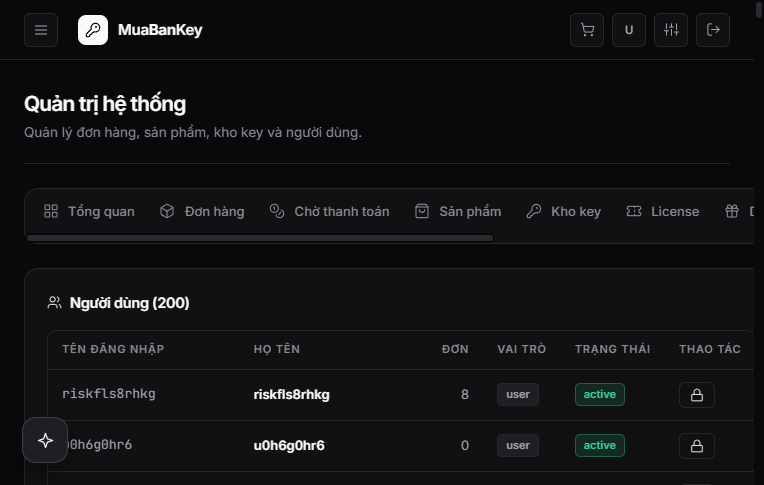 MuaBanKey
U
Quản trị hệ thống
Quản lý đơn hàng, sản phẩm, kho key và người dùng.
Tổng quan Đơn hàng Chờ thanh toán Sản phẩm Kho key License
Người dùng (200)
TÊN ĐĂNG NHẬP HỌ TÊN ĐƠN VAI TRÒ TRẠNG THÁI THAO TÁC
riskfls8rhkg riskfls8rhkg 8 user active
0h6g0hr6 u0h6g0hr6 0 user active